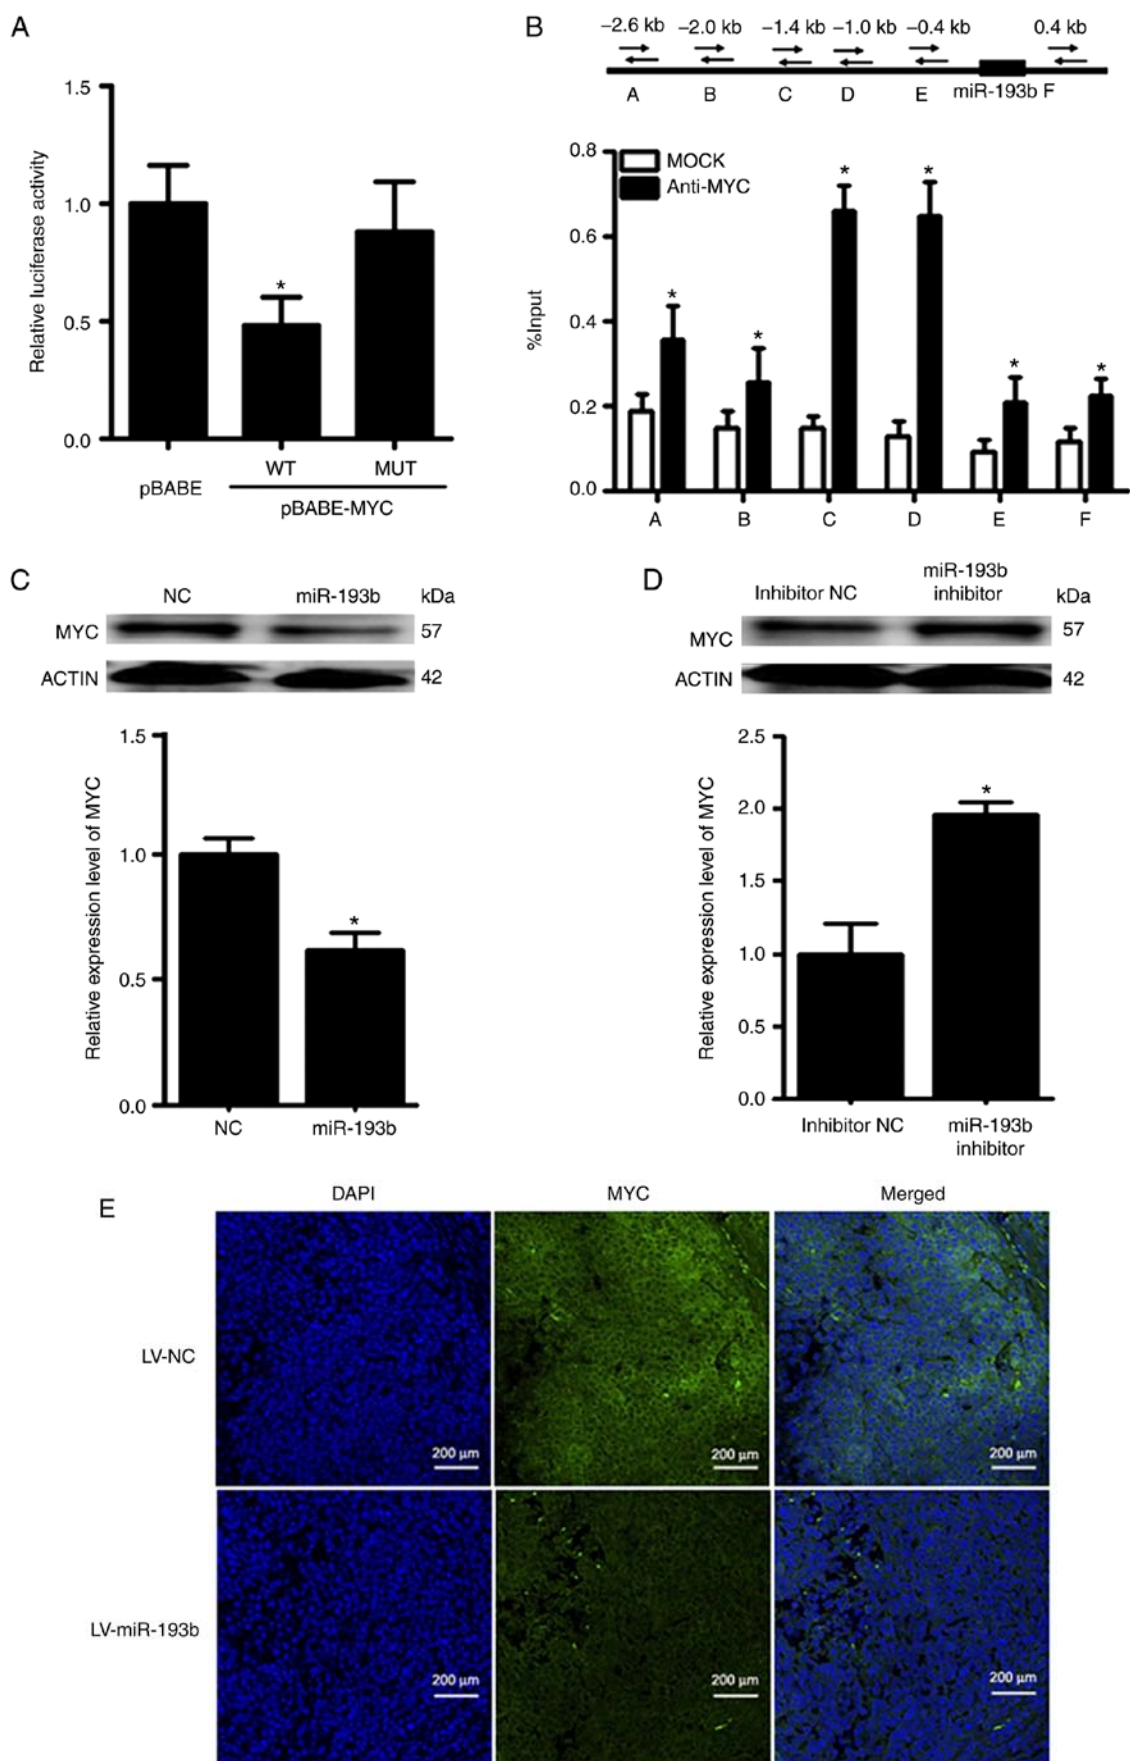 A
Relative luciferase activity
1.5
1.0
0.5
0.0
*
WT
MUT
pBABE
pBABE-MYC
B
−2.6 kb −2.0 kb −1.4 kb −1.0 kb −0.4 kb 0.4 kb
A B C D E miR-193b F
MOCK
Anti-MYC
%Input
0.8
0.6
0.4
0.2
0.0
* * * * * *
A B C D E F
C
NC miR-193b kDa
MYC 57
ACTIN 42
Relative expression level of MYC
1.5
1.0
0.5
0.0
*
NC miR-193b
D
Inhibitor NC
miR-193b
inhibitor
kDa
MYC 57
ACTIN 42
Relative expression level of MYC
2.5
2.0
1.5
1.0
0.5
0.0
*
Inhibitor NC
miR-193b
inhibitor
E
DAPI MYC Merged
LV-NC
200 µm 200 µm 200 µm
LV-miR-193b
200 µm 200 µm 200 µm